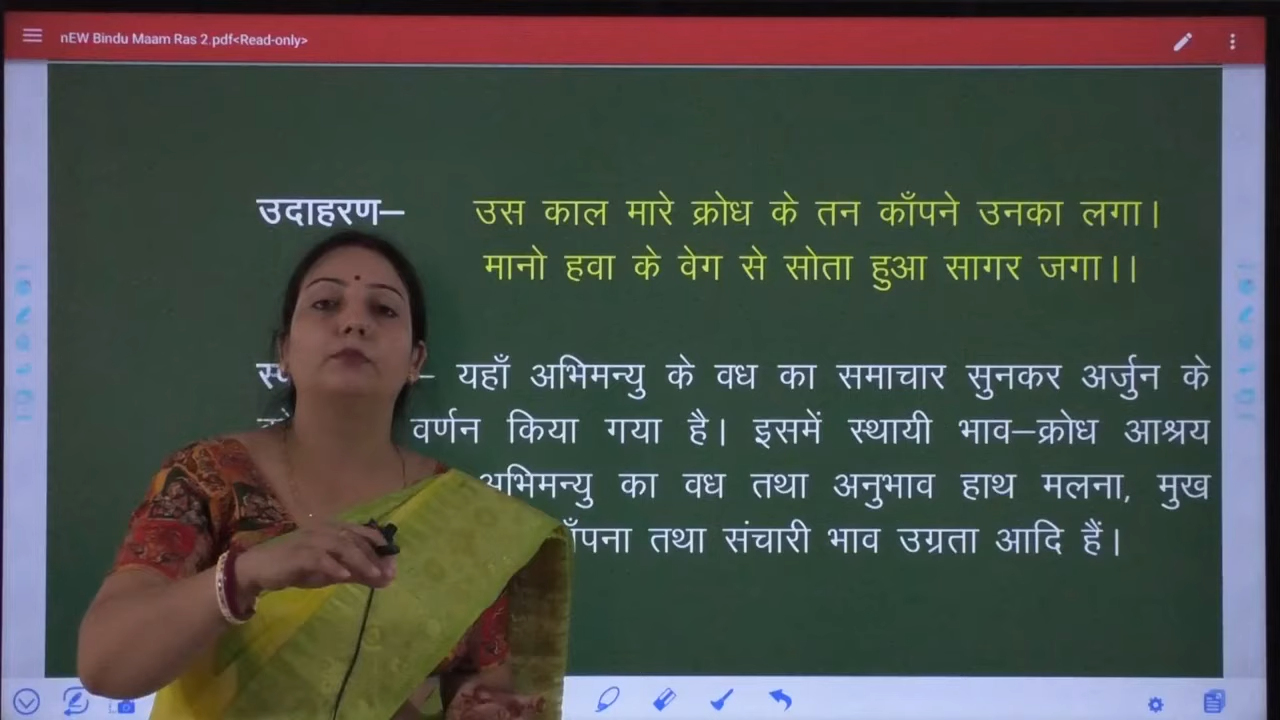 nEW Bindu Maam Ras 2.pdf<Read-only>
उदाहरण– उस काल मारे क्रोध के तन काँपने उनका लगा।
मानो हवा के वेग से सोता हुआ सागर जगा।।
– यहाँ अभिमन्यु के वध का समाचार सुनकर अर्जुन के
वर्णन किया गया है। इसमें स्थायी भाव–क्रोध आश्रय
अभिमन्यु का वध तथा अनुभाव हाथ मलना, मुख
तथा संचारी भाव उग्रता आदि हैं।